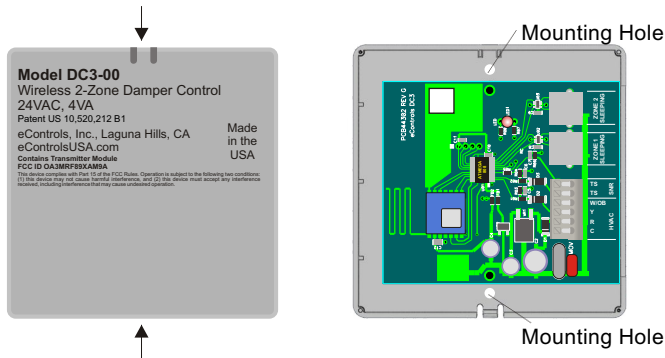 Model DC3-00
Wireless 2-Zone Damper Control
24VAC, 4VA
Patent US 10,520,212 B1
eControls, Inc., Laguna Hills, CA
eControlsUSA.com
Contains Transmitter Module
FCC ID OA3MRF89XAM9A
This device complies with Part 15 of the FCC Rules. Operation is subject to the following two conditions:
(1) this device may not cause harmful interference, and (2) this device must accept any interference
received, including interference that may cause undesired operation.
Made
in the
USA
Mounting Hole
PCB44382 REV G
eControls DC3
ZONE 2
SLEEPING
ZONE 1
SLEEPING
TS
TS
SNR
W/OB
Y
R
C
HVAC
MOV
Mounting Hole